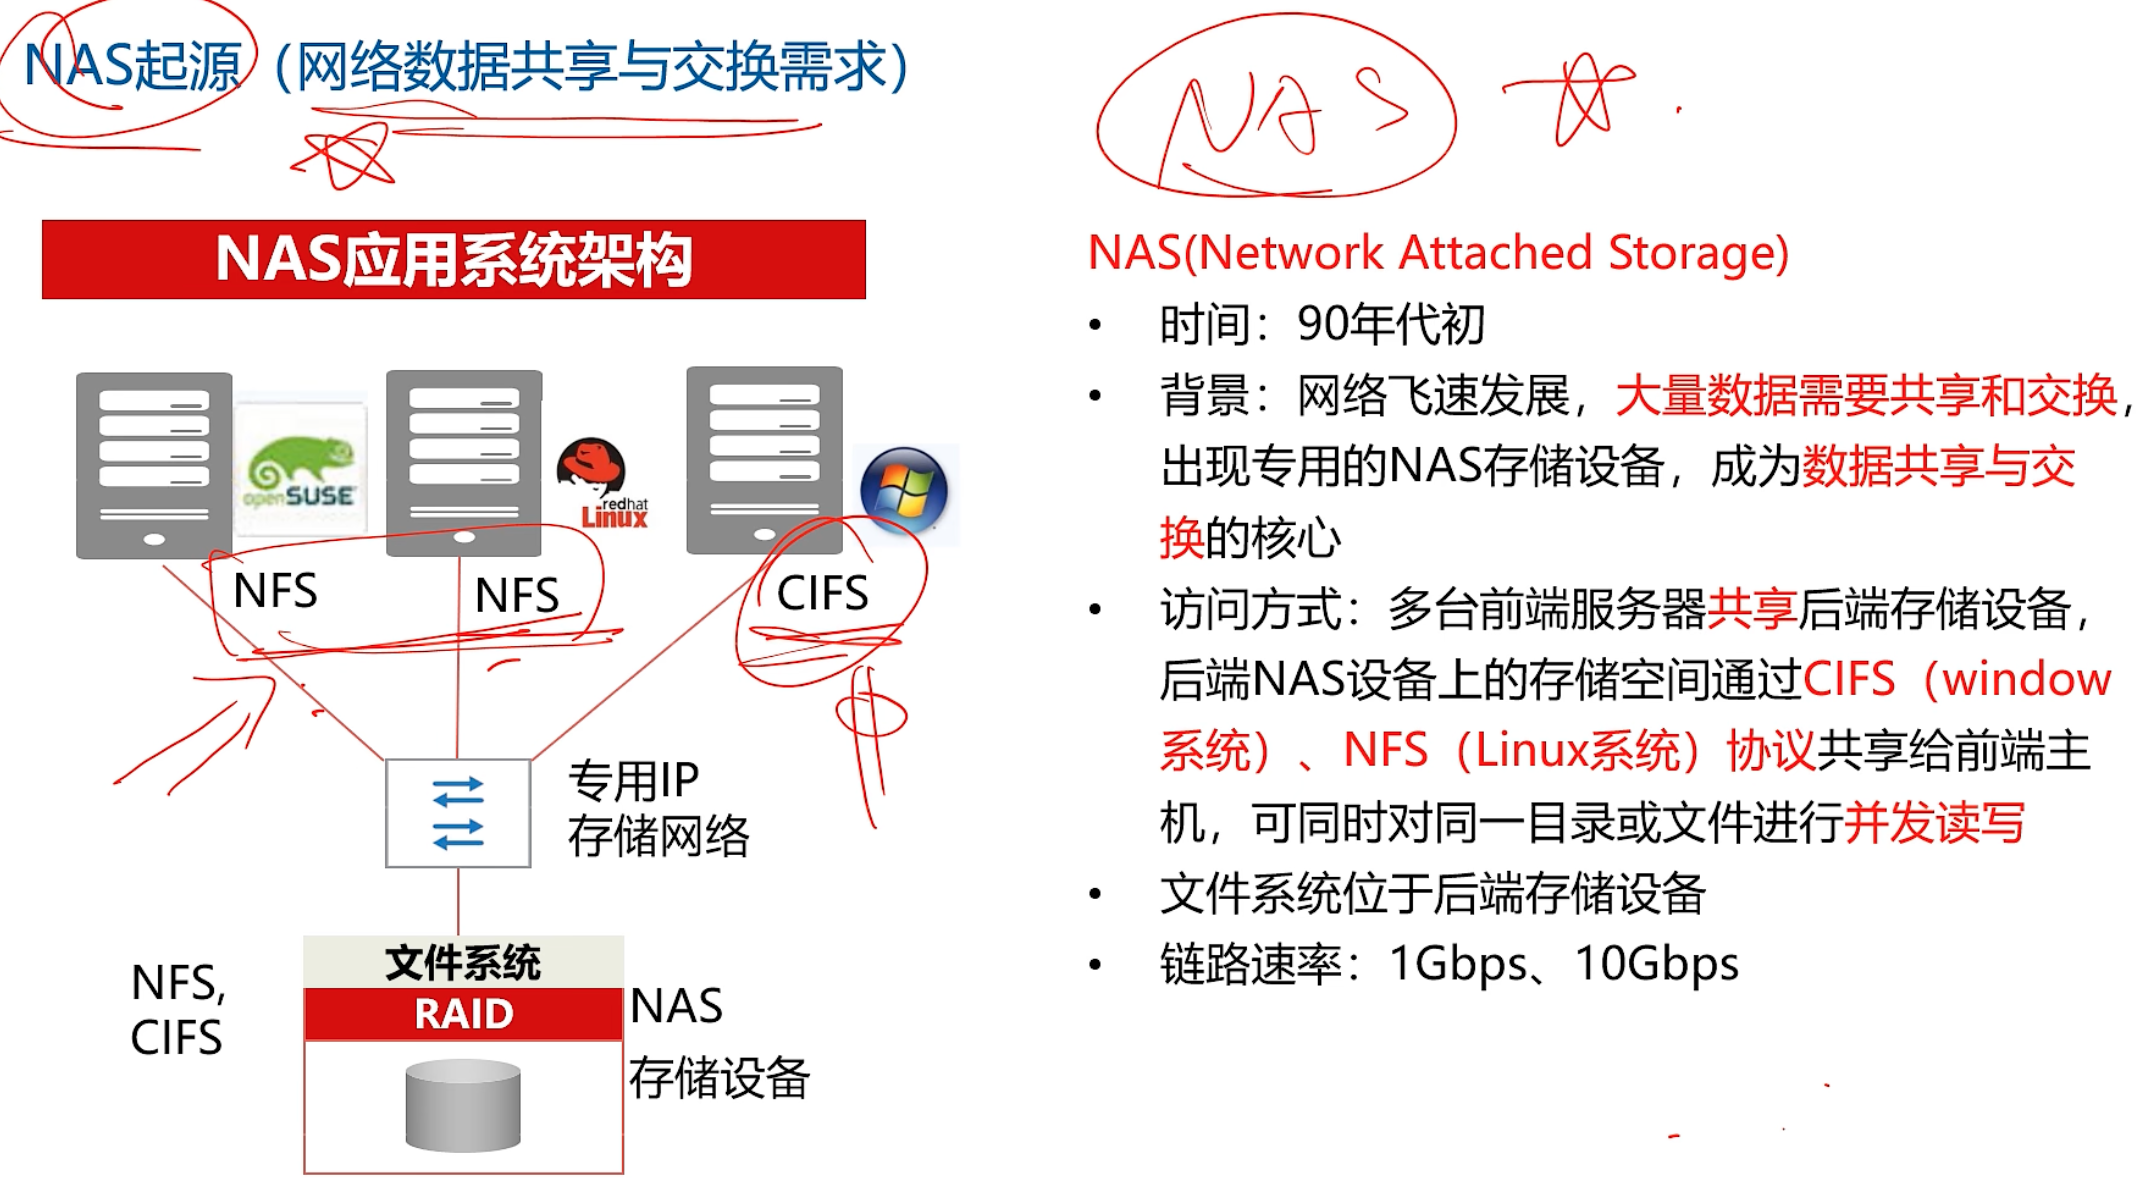 NAS起源（网络数据共享与交换需求）
NAS
NAS应用系统架构
openSUSE
redhat
Linux
NFS
NFS
CIFS
专用IP
存储网络
文件系统
RAID
NFS,
CIFS
NAS
存储设备
NAS(Network Attached Storage)
• 时间：90年代初
• 背景：网络飞速发展，大量数据需要共享和交换，
出现专用的NAS存储设备，成为数据共享与交
换的核心
• 访问方式：多台前端服务器共享后端存储设备，
后端NAS设备上的存储空间通过CIFS（window
系统）、NFS（Linux系统）协议共享给前端主
机，可同时对同一目录或文件进行并发读写
• 文件系统位于后端存储设备
• 链路速率：1Gbps、10Gbps